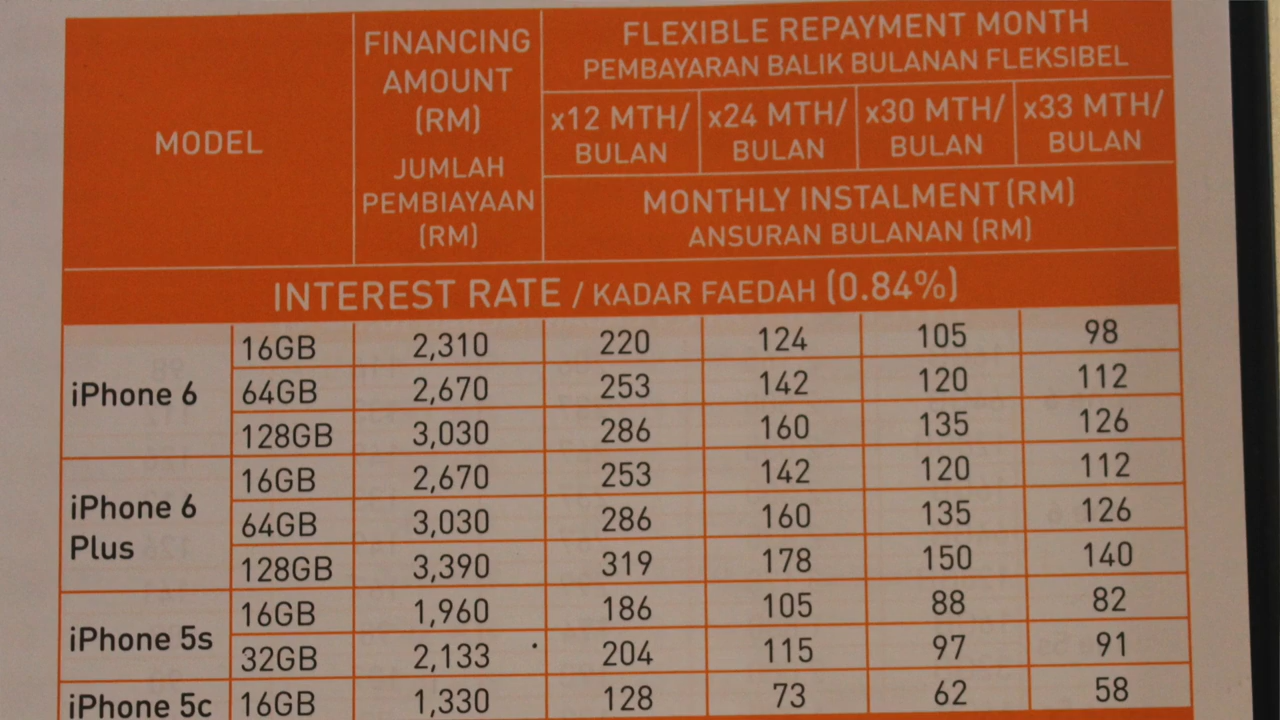 MODEL
FINANCING
AMOUNT
(RM)
JUMLAH
PEMBIAYAAN
(RM)
FLEXIBLE REPAYMENT MONTH
PEMBAYARAN BALIK BULANAN FLEKSIBEL
x12 MTH/
BULAN
x24 MTH/
BULAN
x30 MTH/
BULAN
x33 MTH/
BULAN
MONTHLY INSTALMENT (RM)
ANSURAN BULANAN (RM)
INTEREST RATE / KADAR FAEDAH (0.84%)
iPhone 6
16GB 2,310 220 124 105 98
64GB 2,670 253 142 120 112
128GB 3,030 286 160 135 126
iPhone 6
Plus
16GB 2,670 253 142 120 112
64GB 3,030 286 160 135 126
128GB 3,390 319 178 150 140
iPhone 5s
16GB 1,960 186 105 88 82
32GB 2,133 204 115 97 91
iPhone 5c 16GB 1,330 128 73 62 58